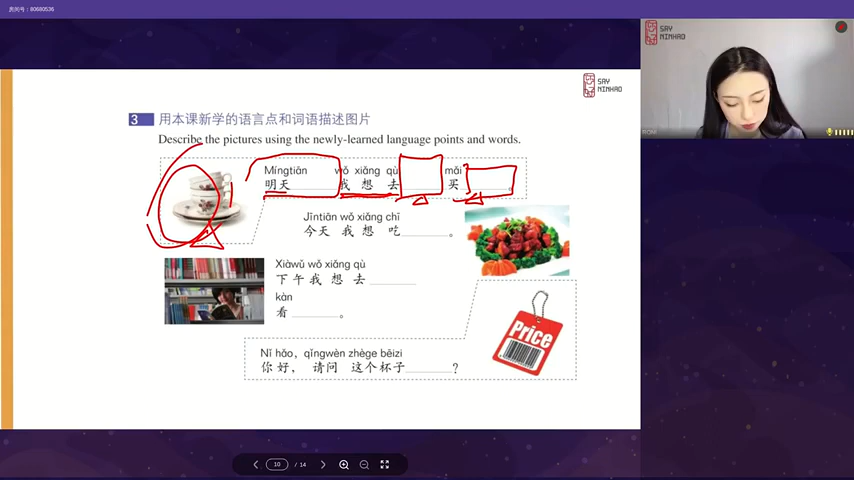 房间号：80680536
SAY
NINHAO
SAY
NINHAO
3 用本课新学的语言点和词语描述图片
Describe the pictures using the newly-learned language points and words.
Míngtiān wǒ xiǎng qù mǎi
明天 我 想 去 买 。
Jīntiān wǒ xiǎng chī
今天 我 想 吃 。
Xiàwǔ wǒ xiǎng qù
下午 我 想 去
kàn
看 。
Price
Nǐ hǎo, qǐngwèn zhège bēizi
你 好， 请问 这个 杯子 ？
10 / 14